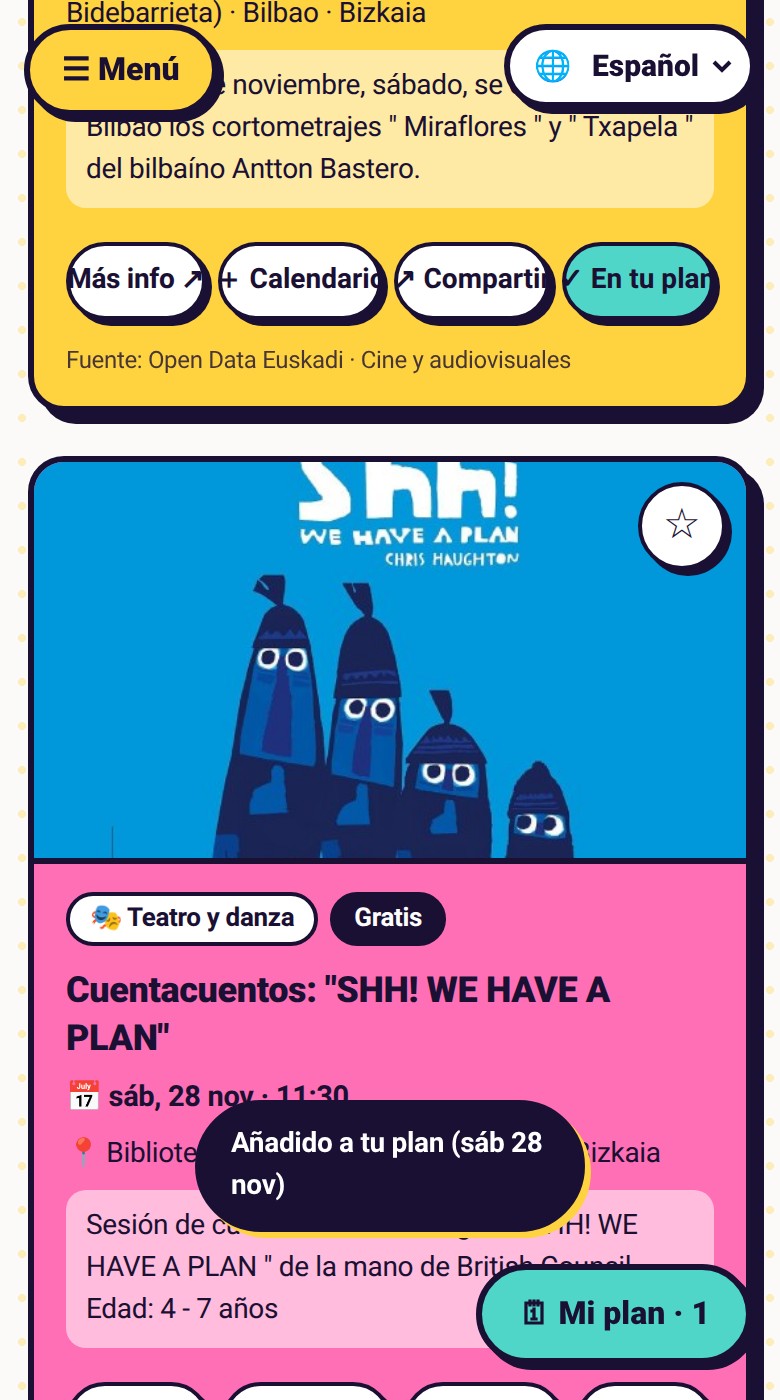 Bidebarrieta) · Bilbao · Bizkaia
☰ Menú
🌐 Español
noviembre, sábado, se
Bilbao los cortometrajes " Miraflores " y " Txapela "
del bilbaíno Antton Bastero.
Más info ↗
+ Calendario
↗ Compartir
✓ En tu plan
Fuente: Open Data Euskadi · Cine y audiovisuales
Shh!
WE HAVE A PLAN
CHRIS HAUGHTON
☆
🎭 Teatro y danza
Gratis
Cuentacuentos: "SHH! WE HAVE A
PLAN"
📅 sáb, 28 nov · 11:30
📍
Añadido a tu plan (sáb 28
nov)
Sesión de
WE
HAVE A PLAN " de la mano de British Council.
Edad: 4 - 7 años
🗓 Mi plan · 1